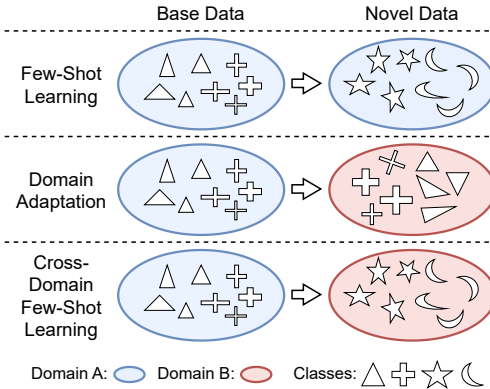 Base Data
Novel Data
Few-Shot
Learning
Domain
Adaptation
Cross-
Domain
Few-Shot
Learning
Domain A:
Domain B:
Classes: